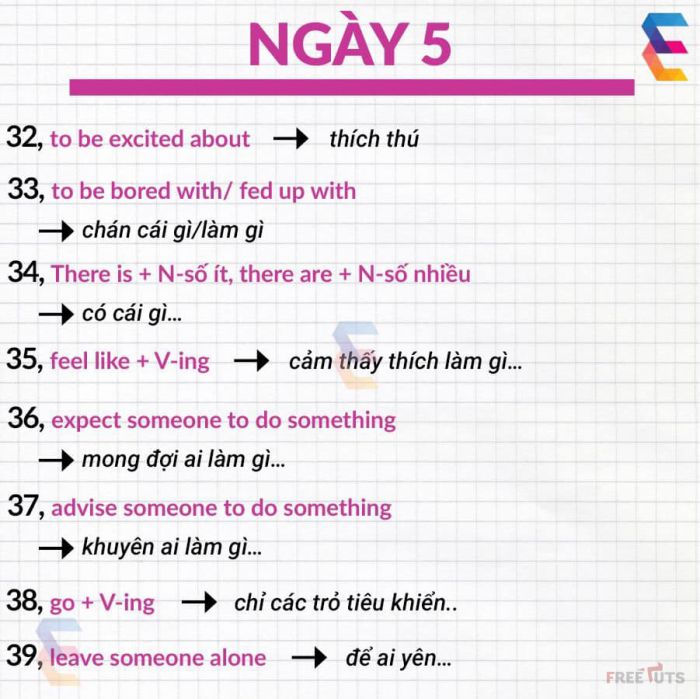 NGÀY 5
32, to be excited about → thích thú
33, to be bored with/ fed up with
→ chán cái gì/làm gì
34, There is + N-số ít, there are + N-số nhiều
→ có cái gì...
35, feel like + V-ing → cảm thấy thích làm gì...
36, expect someone to do something
→ mong đợi ai làm gì...
37, advise someone to do something
→ khuyên ai làm gì...
38, go + V-ing → chỉ các trỏ tiêu khiển..
39, leave someone alone → để ai yên...
FREETUTS